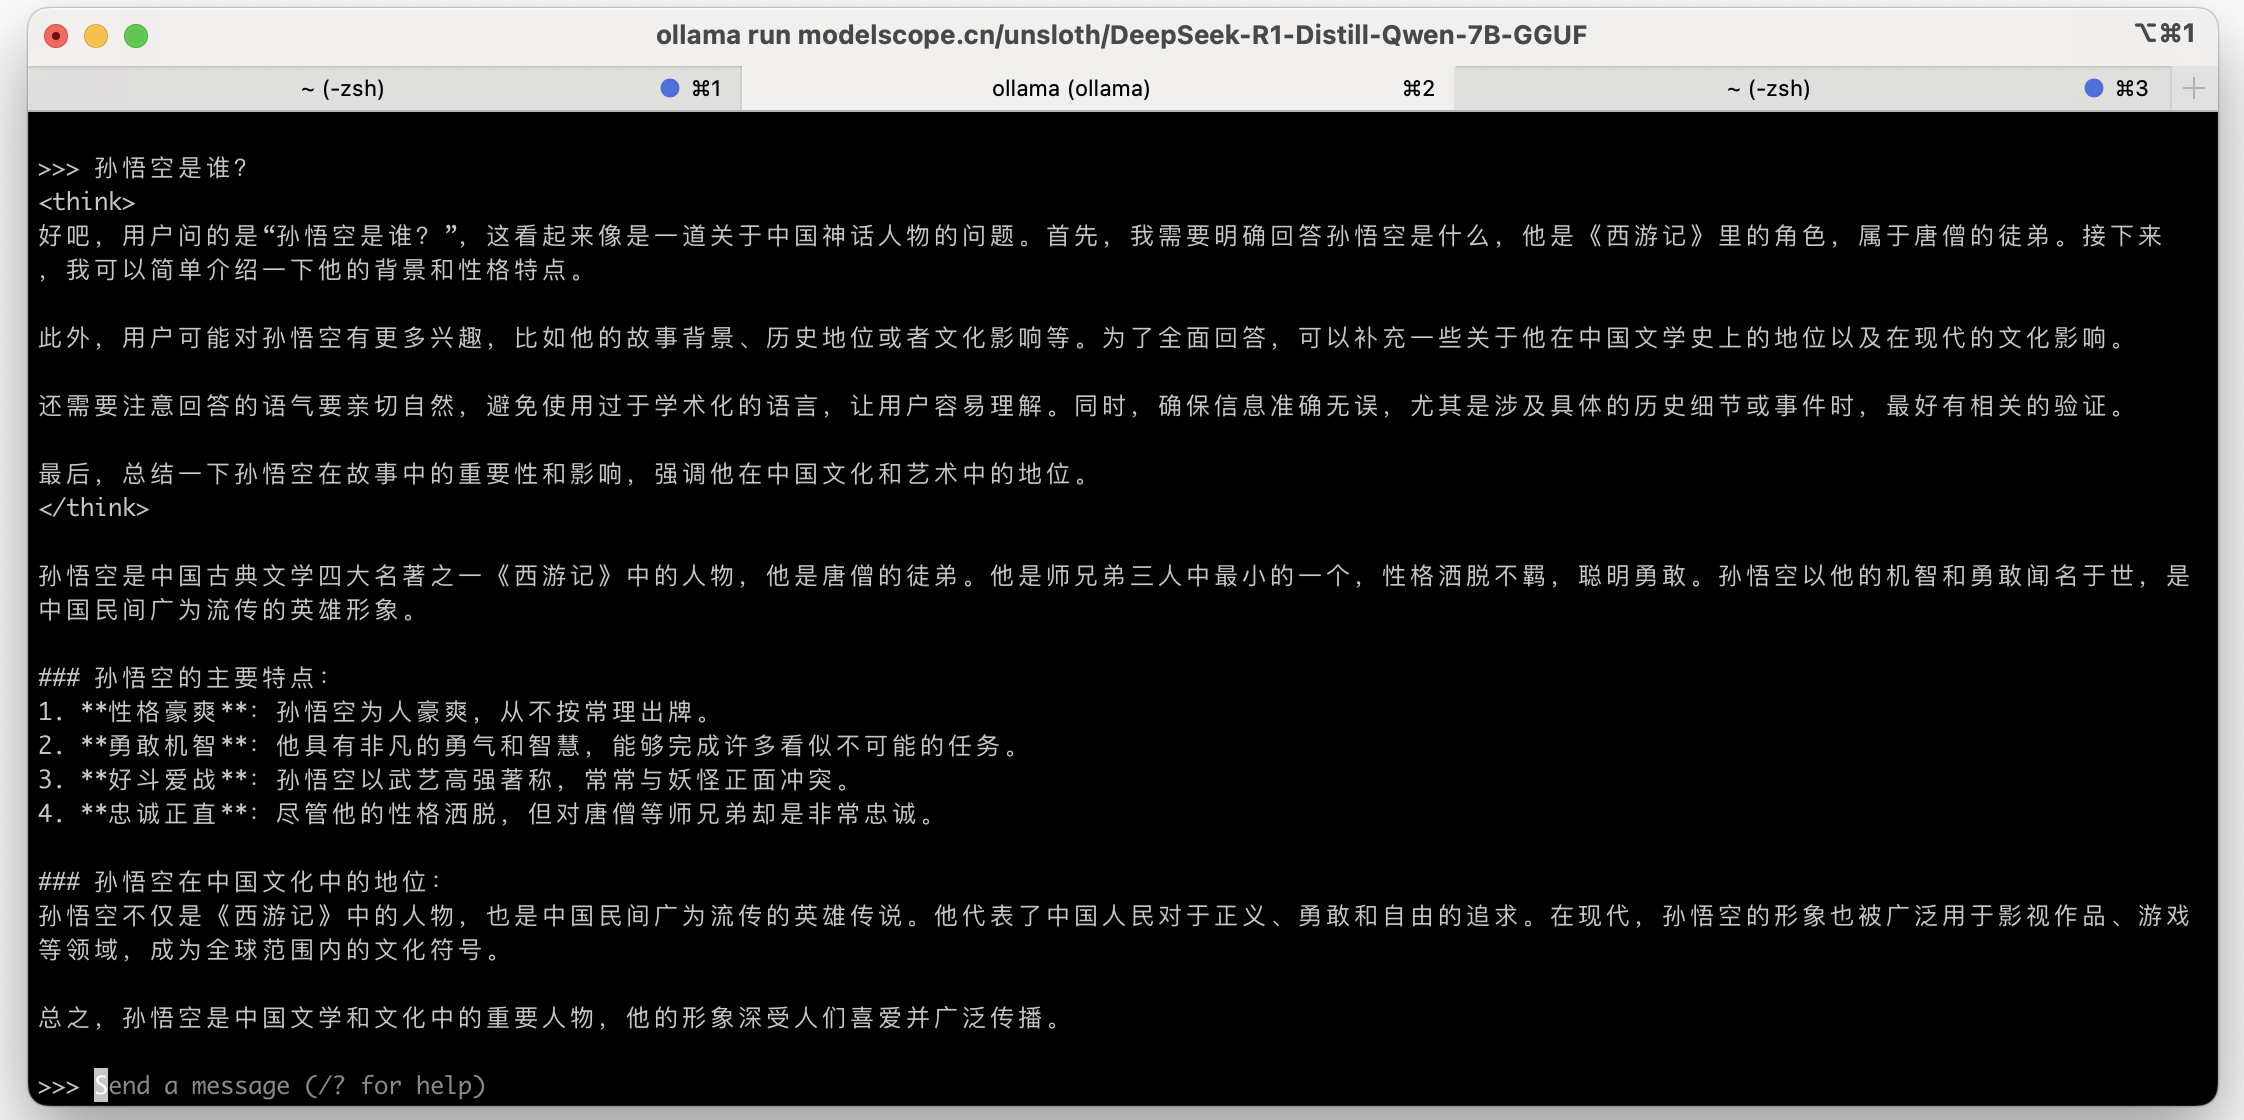 ollama run modelscope.cn/unsloth/DeepSeek-R1-Distill-Qwen-7B-GGUF ⌥⌘1
~ (-zsh) ⌘1 ollama (ollama) ⌘2 ~ (-zsh) ⌘3
>>> 孙悟空是谁？
<think>
好吧，用户问的是“孙悟空是谁？”，这看起来像是一道关于中国神话人物的问题。首先，我需要明确回答孙悟空是什么，他是《西游记》里的角色，属于唐僧的徒弟。接下来
，我可以简单介绍一下他的背景和性格特点。
此外，用户可能对孙悟空有更多兴趣，比如他的故事背景、历史地位或者文化影响等。为了全面回答，可以补充一些关于他在中国文学史上的地位以及在现代的文化影响。
还需要注意回答的语气要亲切自然，避免使用过于学术化的语言，让用户容易理解。同时，确保信息准确无误，尤其是涉及具体的历史细节或事件时，最好有相关的验证。
最后，总结一下孙悟空在故事中的重要性和影响，强调他在中国文化和艺术中的地位。
</think>
孙悟空是中国古典文学四大名著之一《西游记》中的人物，他是唐僧的徒弟。他是师兄弟三人中最小的一个，性格洒脱不羁，聪明勇敢。孙悟空以他的机智和勇敢闻名于世，是
中国民间广为流传的英雄形象。
### 孙悟空的主要特点：
1. **性格豪爽**：孙悟空为人豪爽，从不按常理出牌。
2. **勇敢机智**：他具有非凡的勇气和智慧，能够完成许多看似不可能的任务。
3. **好斗爱战**：孙悟空以武艺高强著称，常常与妖怪正面冲突。
4. **忠诚正直**：尽管他的性格洒脱，但对唐僧等师兄弟却是非常忠诚。
### 孙悟空在中国文化中的地位：
孙悟空不仅是《西游记》中的人物，也是中国民间广为流传的英雄传说。他代表了中国人民对于正义、勇敢和自由的追求。在现代，孙悟空的形象也被广泛用于影视作品、游戏
等领域，成为全球范围内的文化符号。
总之，孙悟空是中国文学和文化中的重要人物，他的形象深受人们喜爱并广泛传播。
>>> Send a message (/? for help)